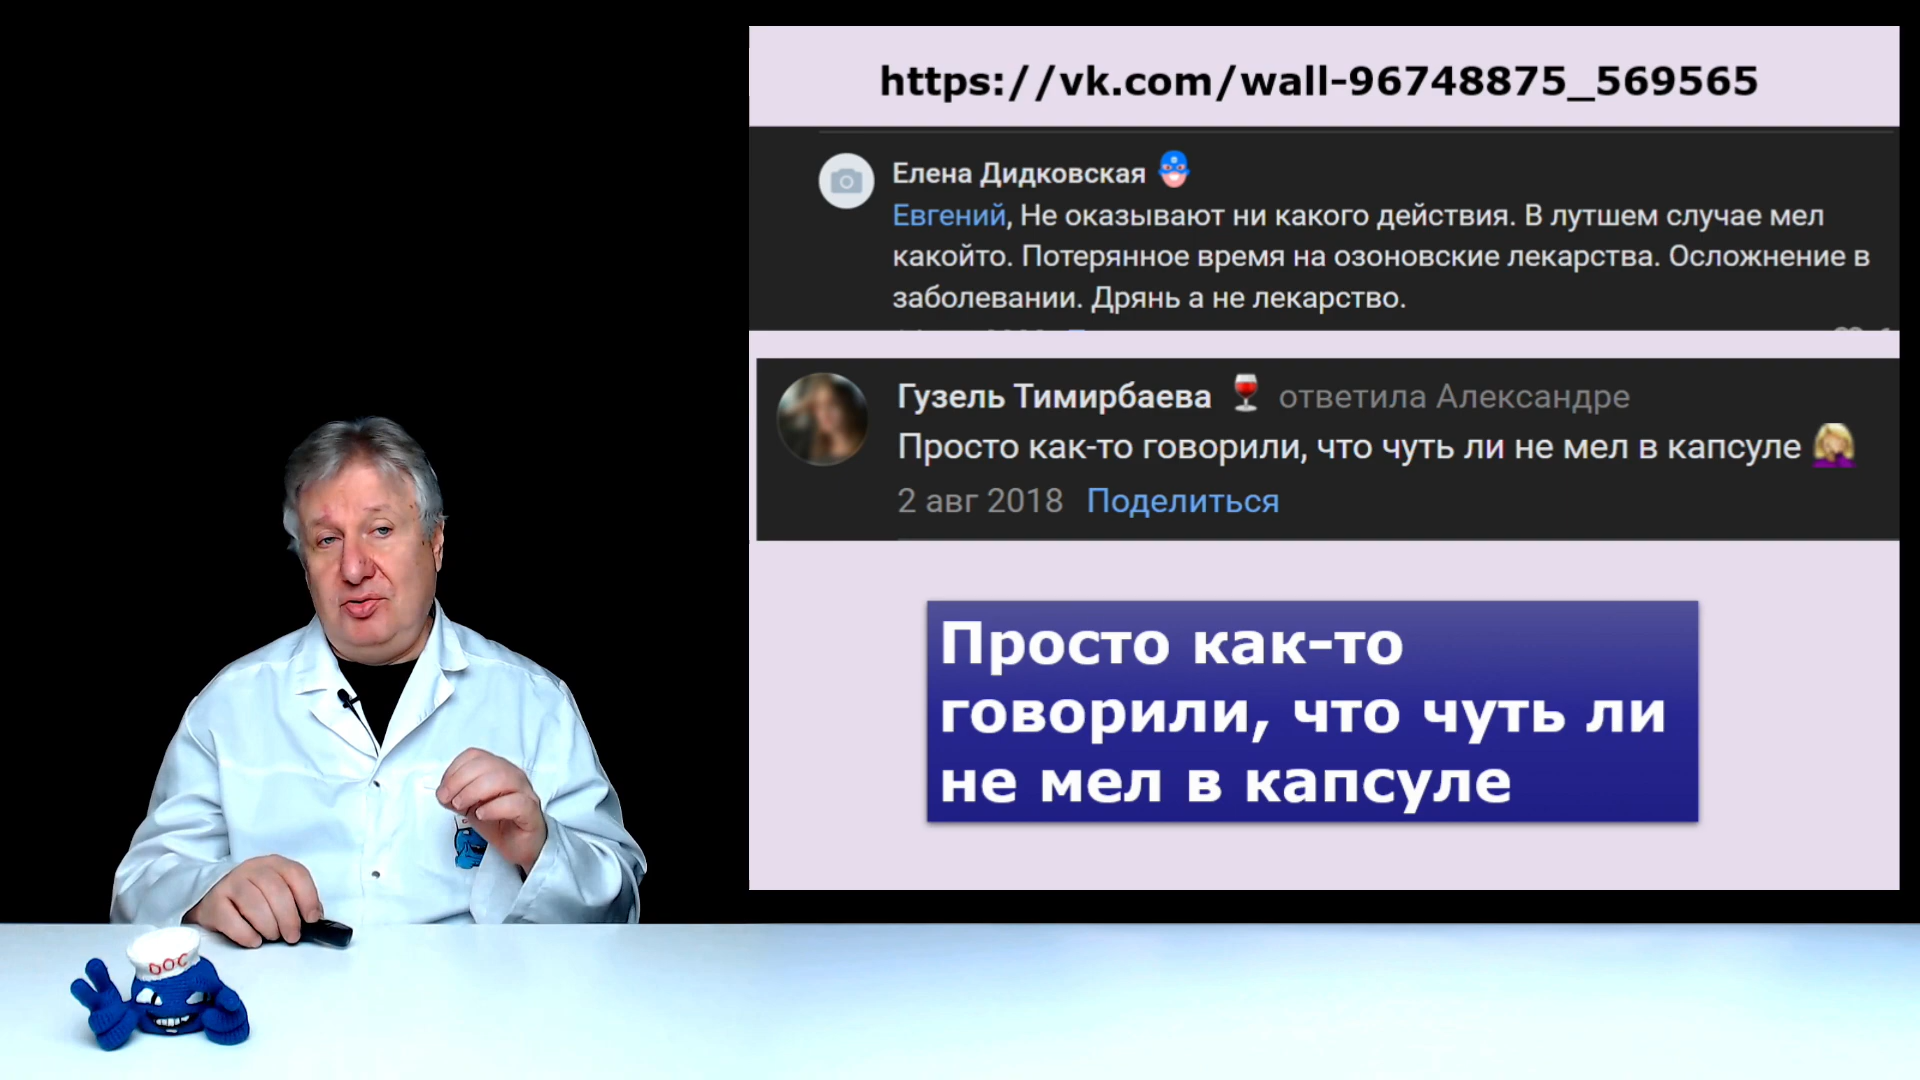 https://vk.com/wall-96748875_569565
Елена Дидковская
Евгений, Не оказывают ни какого действия. В лутшем случае мел
какойто. Потерянное время на озоновские лекарства. Осложнение в
заболевании. Дрянь а не лекарство.
Гузель Тимирбаева ответила Александре
Просто как-то говорили, что чуть ли не мел в капсуле
2 авг 2018 Поделиться
Просто как-то
говорили, что чуть ли
не мел в капсуле
DOC